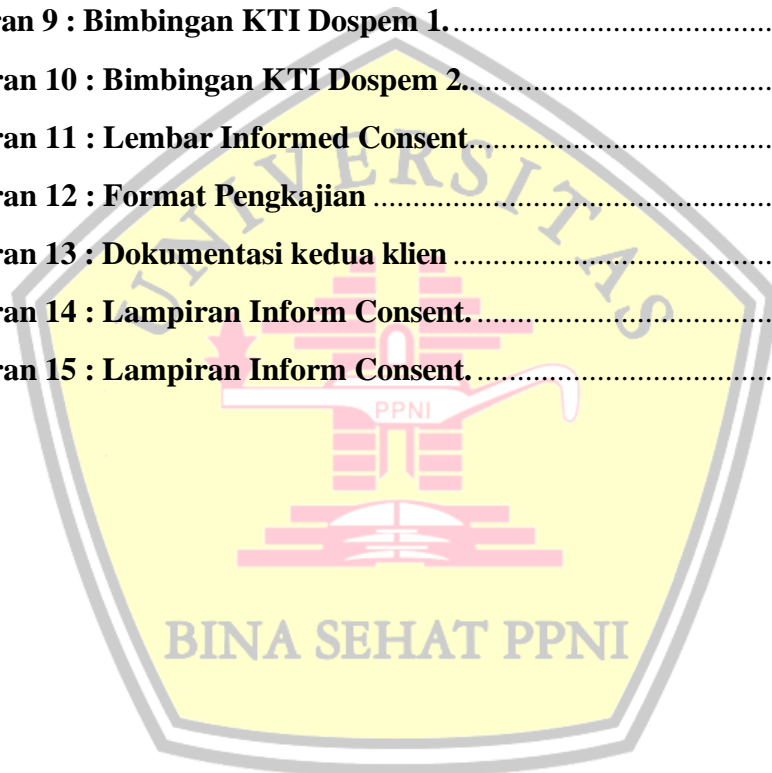 ran 9 : Bimbingan KTI Dospem 1.................................................
ran 10 : Bimbingan KTI Dospem 2..............................................
ran 11 : Lembar Informed Consent..............................................
ran 12 : Format Pengkajian ..........................................................
ran 13 : Dokumentasi kedua klien ................................................
ran 14 : Lampiran Inform Consent. .............................................
ran 15 : Lampiran Inform Consent. .............................................
UNIVERSITAS
PPNI
BINA SEHAT PPNI